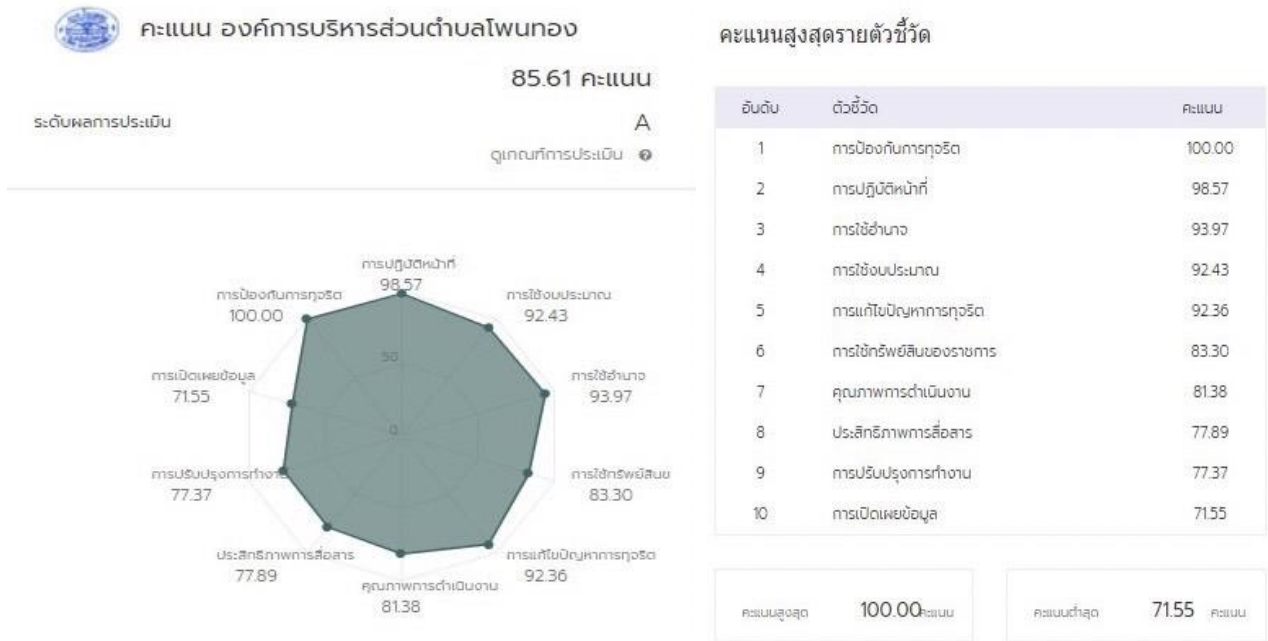 คะแนน องค์การบริหารส่วนตำบลโพนทอง
85.61 คะแนน
ระดับผลการประเมิน A
ดูเกณฑ์การประเมิน ?
การปฏิบัติหน้าที่
98.57
การป้องกันการทุจริต
100.00
การใช้งบประมาณ
92.43
50
การเปิดเผยข้อมูล
71.55
การใช้อำนาจ
93.97
0
การปรับปรุงการทำงา
77.37
การใช้ทรัพย์สินข
83.30
ประสิทธิภาพการสื่อสาร
77.89
การแก้ไขปัญหาการทุจริต
92.36
คุณภาพการดำเนินงาน
81.38
คะแนนสูงสุดรายตัวชี้วัด
อันดับ ตัวชี้วัด คะแนน
1 การป้องกันการทุจริต 100.00
2 การปฏิบัติหน้าที่ 98.57
3 การใช้อำนาจ 93.97
4 การใช้งบประมาณ 92.43
5 การแก้ไขปัญหาการทุจริต 92.36
6 การใช้ทรัพย์สินของราชการ 83.30
7 คุณภาพการดำเนินงาน 81.38
8 ประสิทธิภาพการสื่อสาร 77.89
9 การปรับปรุงการทำงาน 77.37
10 การเปิดเผยข้อมูล 71.55
คะแนนสูงสุด 100.00 คะแนน
คะแนนต่ำสุด 71.55 คะแนน